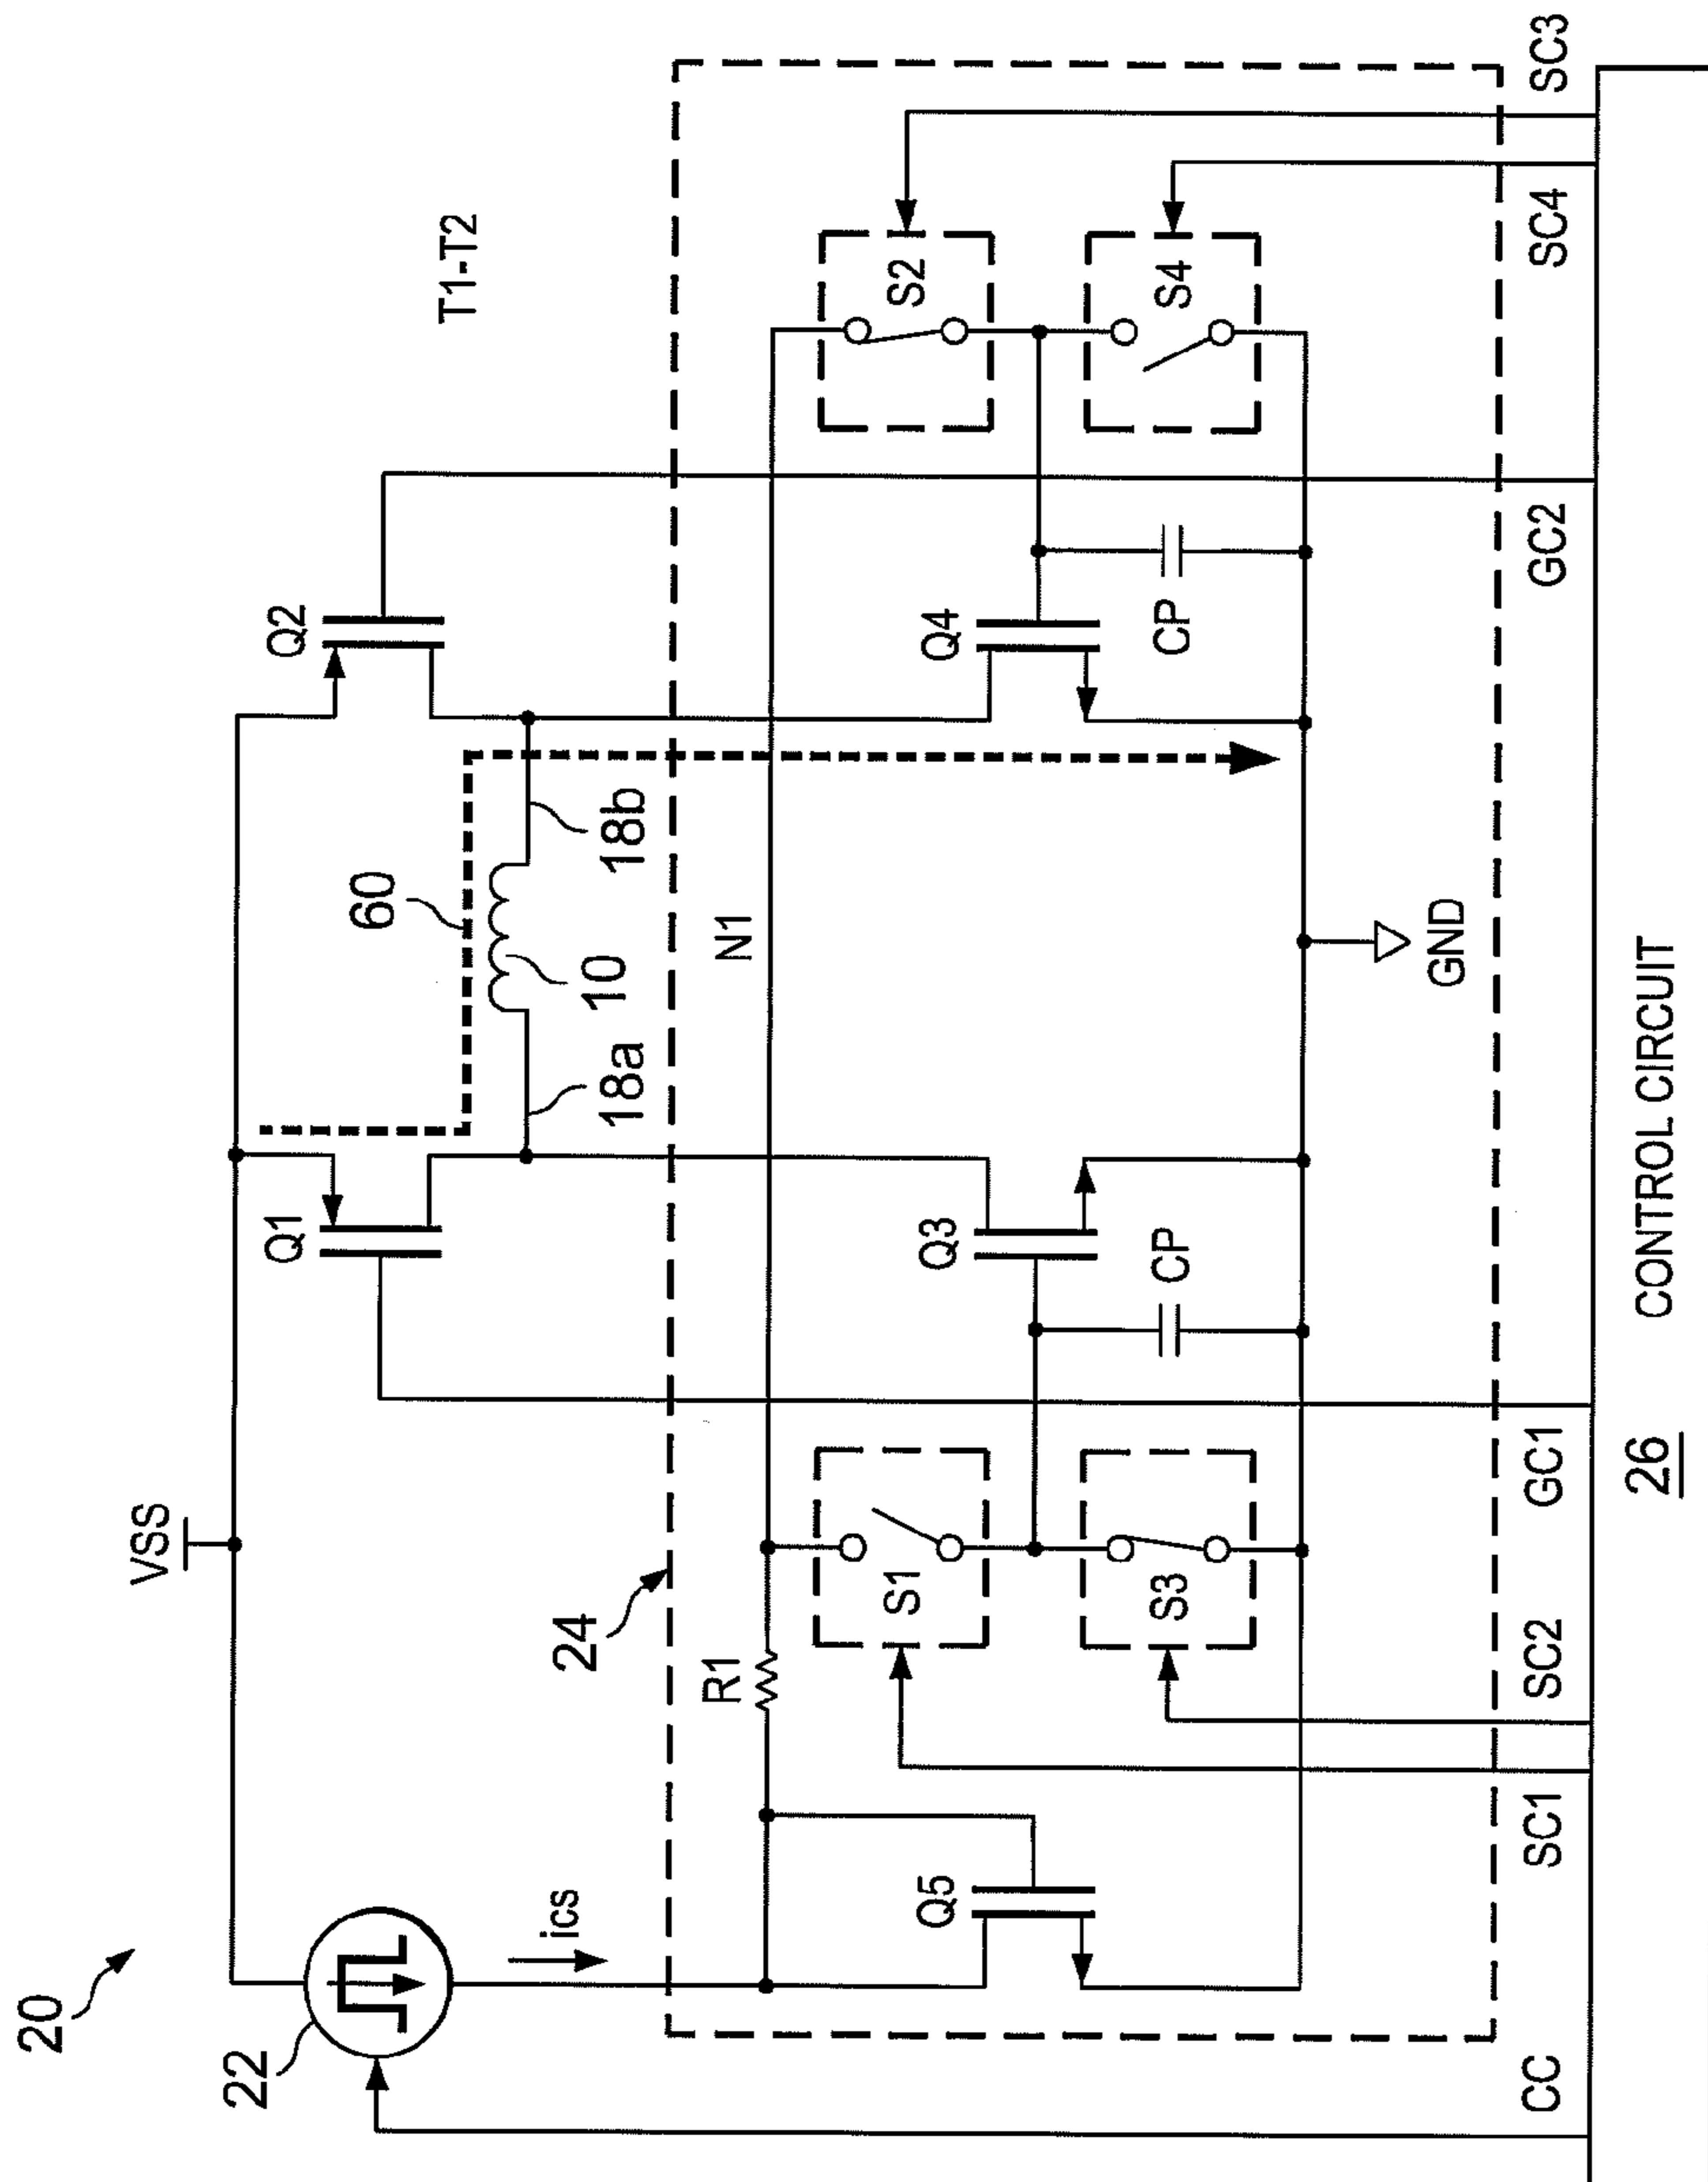 20
VSS
22
ics
Q1
Q2
T1-T2
60
18a
10
18b
24
R1
N1
S1
S2
Q5
Q3
Q4
S3
CP
CP
S4
GND
CC
SC1
SC2
GC1
GC2
SC4
SC3
CONTROL CIRCUIT
26